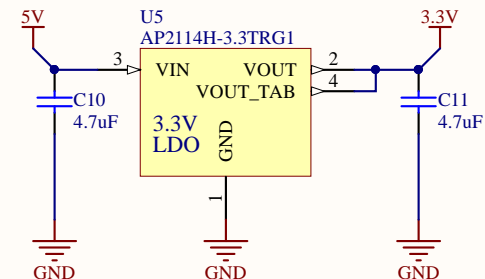 5V
U5
AP2114H-3.3TRG1
3.3V
3
VIN
VOUT
2
VOUT_TAB
4
C10
4.7uF
3.3V
LDO
GND
1
C11
4.7uF
GND
GND
GND